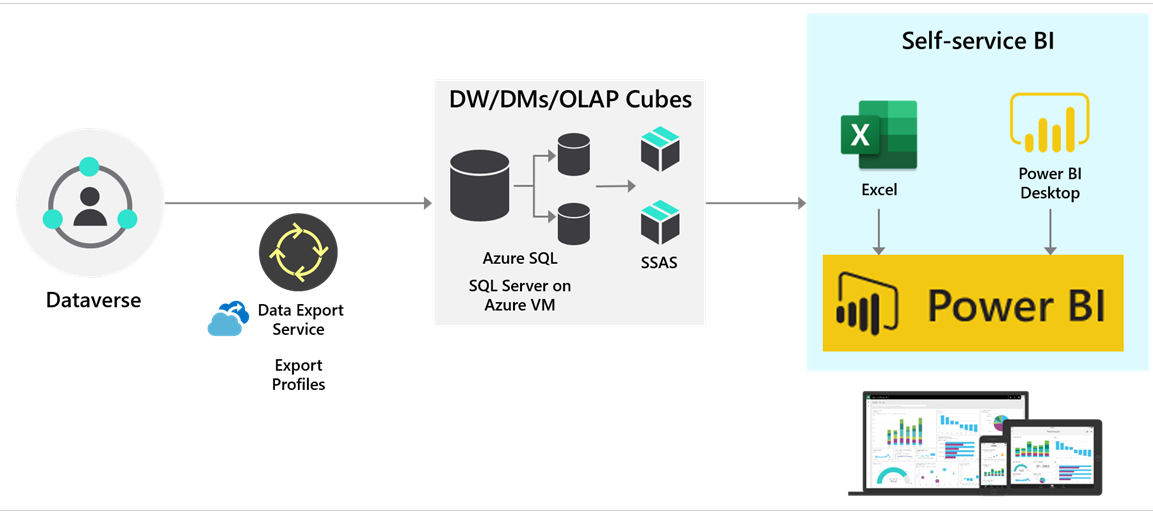 Self-service BI
DW/DMs/OLAP Cubes
X
Excel
Power BI
Desktop
Dataverse
Azure SQL
SQL Server on
Azure VM
SSAS
Data Export
Service
Export
Profiles
Power BI